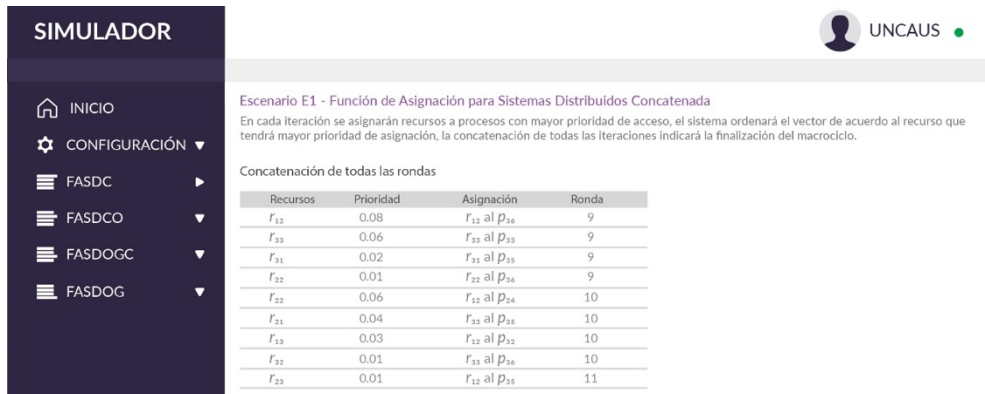 SIMULADOR
UNCAUS
INICIO
CONFIGURACIÓN
FASDC
FASDCO
FASDOGC
FASDOG
Escenario E1 - Función de Asignación para Sistemas Distribuidos Concatenada
En cada iteración se asignarán recursos a procesos con mayor prioridad de acceso, el sistema ordenará el vector de acuerdo al recurso que
tendrá mayor prioridad de asignación, la concatenación de todas las iteraciones indicará la finalización del macrociclo.
Concatenación de todas las rondas
Recursos Prioridad Asignación Ronda
r₁₂ 0.08 r₁₂ al p₃₆ 9
r₃₃ 0.06 r₃₃ al p₃₃ 9
r₃₁ 0.02 r₃₁ al p₃₅ 9
r₂₂ 0.01 r₂₂ al p₃₆ 9
r₂₂ 0.06 r₁₂ al p₂₄ 10
r₂₁ 0.04 r₃₃ al p₃₅ 10
r₁₃ 0.03 r₁₂ al p₃₂ 10
r₃₂ 0.01 r₃₃ al p₃₆ 10
r₂₃ 0.01 r₁₂ al p₃₅ 11